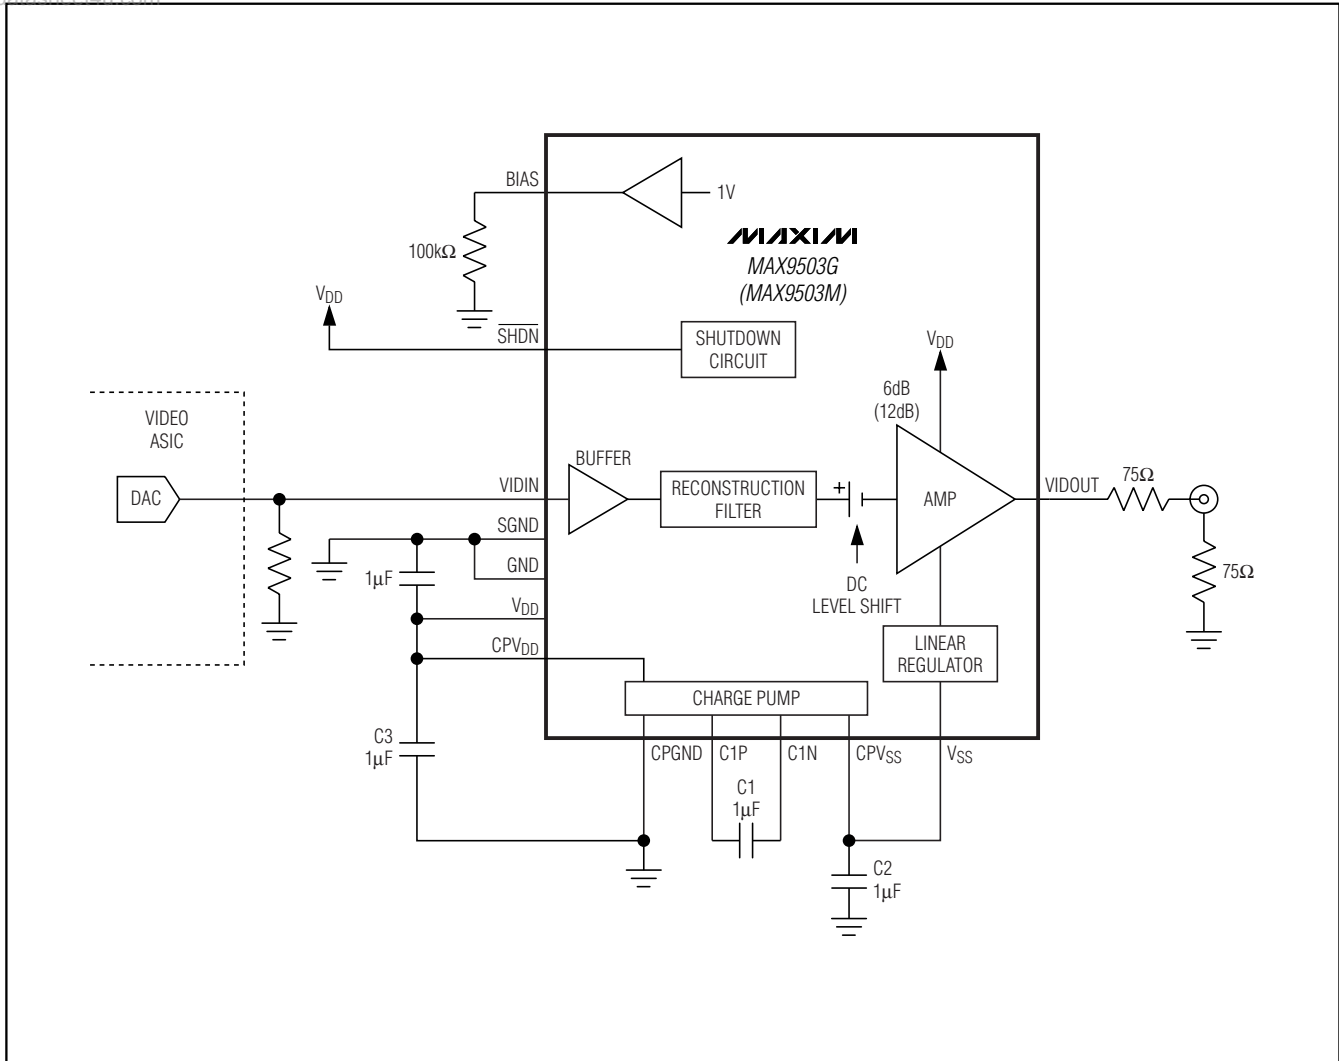 BIAS
1V
100kΩ
MAXIM
MAX9503G
(MAX9503M)
VDD
SHDN
SHUTDOWN
CIRCUIT
VDD
6dB
(12dB)
VIDEO
ASIC
DAC
VIDIN
BUFFER
RECONSTRUCTION
FILTER
+
AMP
VIDOUT
75Ω
SGND
GND
1µF
DC
LEVEL SHIFT
75Ω
VDD
CPVDD
LINEAR
REGULATOR
CHARGE PUMP
C3
1µF
CPGND
C1P
C1N
CPVSS
VSS
C1
1µF
C2
1µF